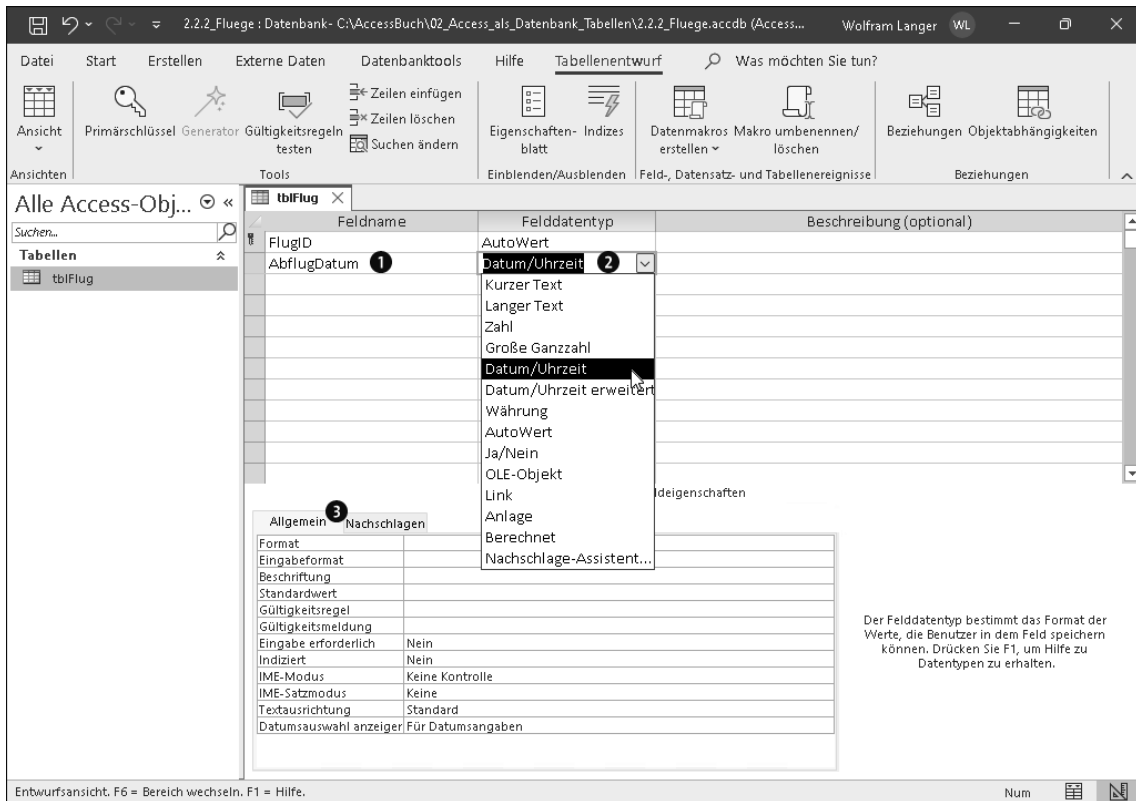 2.2.2_Fluege : Datenbank- C:\AccessBuch\02_Access_als_Datenbank_Tabellen\2.2.2_Fluege.accdb (Access...
Wolfram Langer
WL
Datei
Start
Erstellen
Externe Daten
Datenbanktools
Hilfe
Tabellenentwurf
Was möchten Sie tun?
Ansicht
Primärschlüssel
Generator
Gültigkeitsregeln
testen
Zeilen einfügen
Zeilen löschen
Suchen ändern
Eigenschaften-
blatt
Indizes
Datenmakros
erstellen
Makro umbenennen/
löschen
Beziehungen
Objektabhängigkeiten
Ansichten
Tools
Einblenden/Ausblenden
Feld-, Datensatz- und Tabellenereignisse
Beziehungen
Alle Access-Obj...
Suchen...
Tabellen
tblFlug
tblFlug
Feldname
Felddatentyp
Beschreibung (optional)
FlugID
AutoWert
AbflugDatum
1
Datum/Uhrzeit
2
Kurzer Text
Langer Text
Zahl
Große Ganzzahl
Datum/Uhrzeit
Datum/Uhrzeit erweitert
Währung
AutoWert
Ja/Nein
OLE-Objekt
Link
Anlage
Berechnet
Nachschlage-Assistent...
ldeigenschaften
Allgemein
3
Nachschlagen
Format
Eingabeformat
Beschriftung
Standardwert
Gültigkeitsregel
Gültigkeitsmeldung
Eingabe erforderlich Nein
Indiziert Nein
IME-Modus Keine Kontrolle
IME-Satzmodus Keine
Textausrichtung Standard
Datumsauswahl anzeiger Für Datumsangaben
Der Felddatentyp bestimmt das Format der
Werte, die Benutzer in dem Feld speichern
können. Drücken Sie F1, um Hilfe zu
Datentypen zu erhalten.
Entwurfsansicht. F6 = Bereich wechseln. F1 = Hilfe.
Num